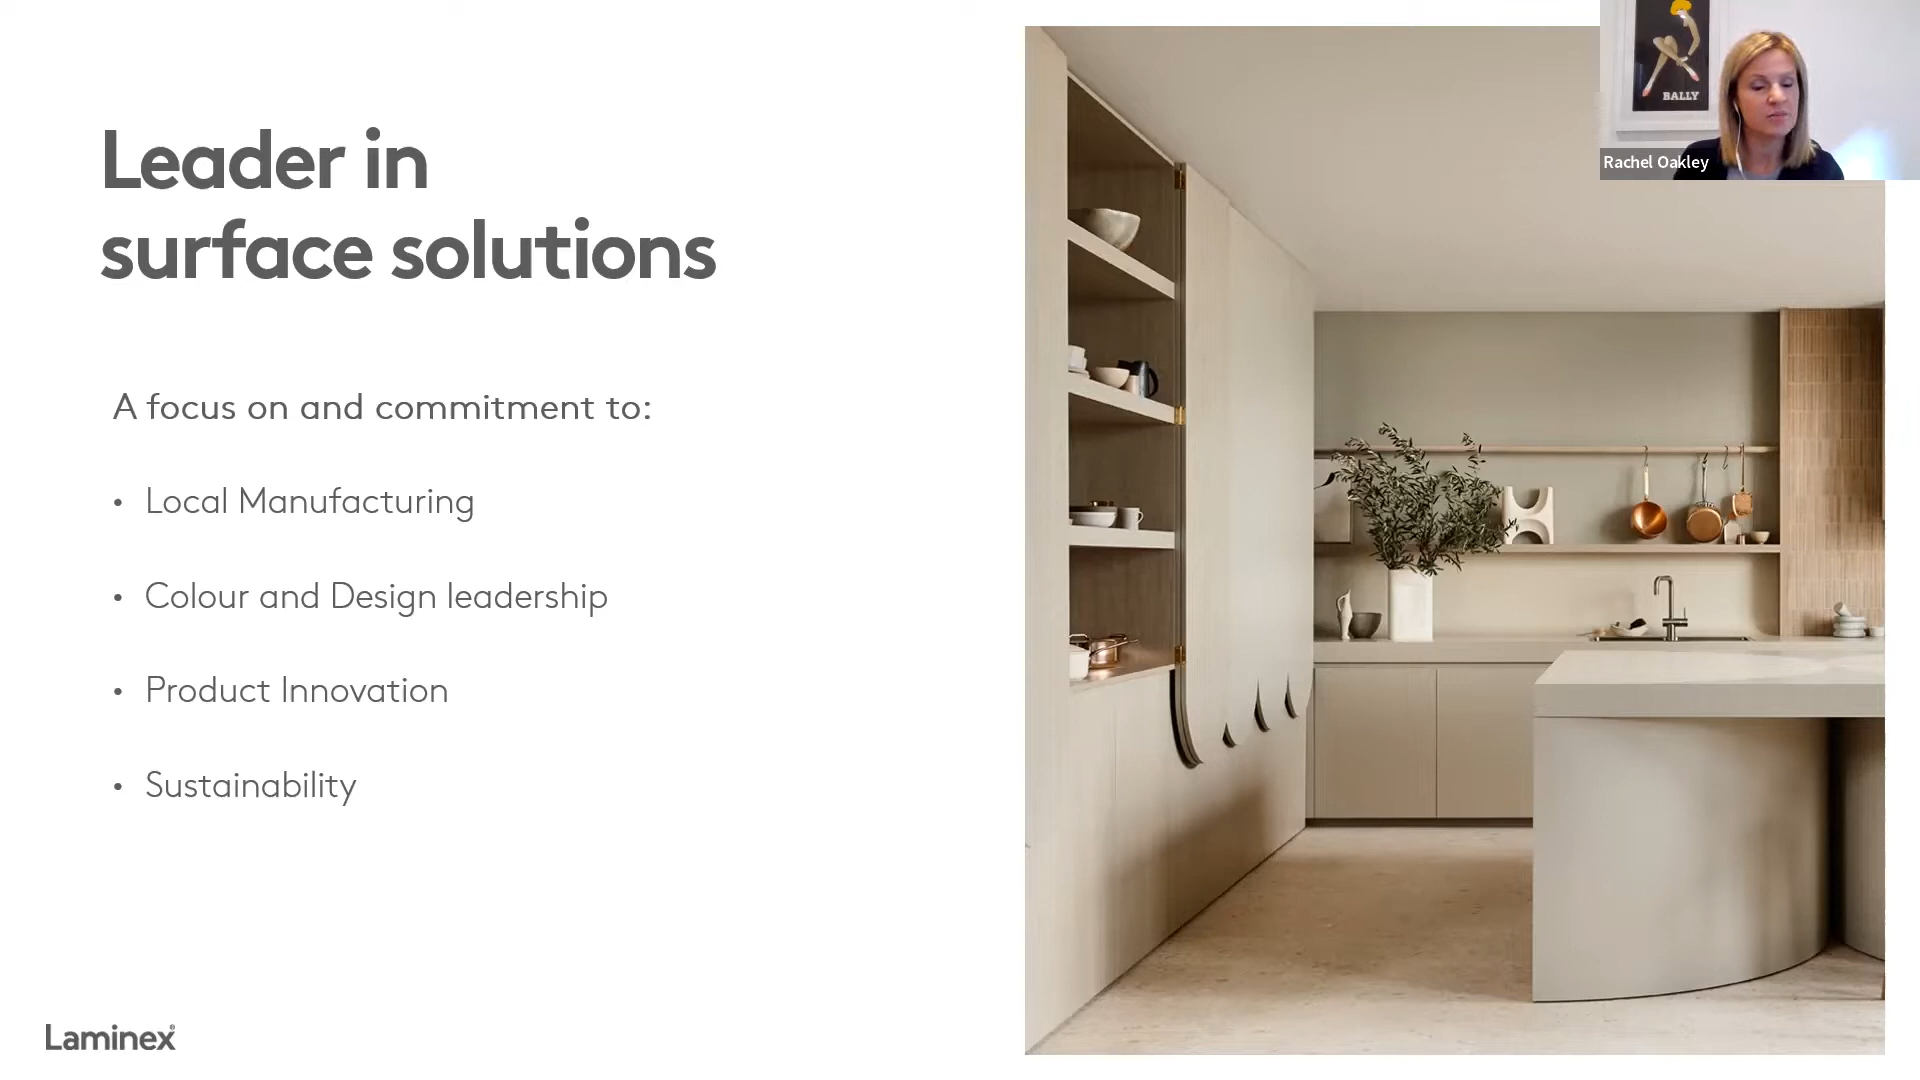 Leader in
surface solutions
A focus on and commitment to:
• Local Manufacturing
• Colour and Design leadership
• Product Innovation
• Sustainability
Laminex®
BALLY
Rachel Oakley